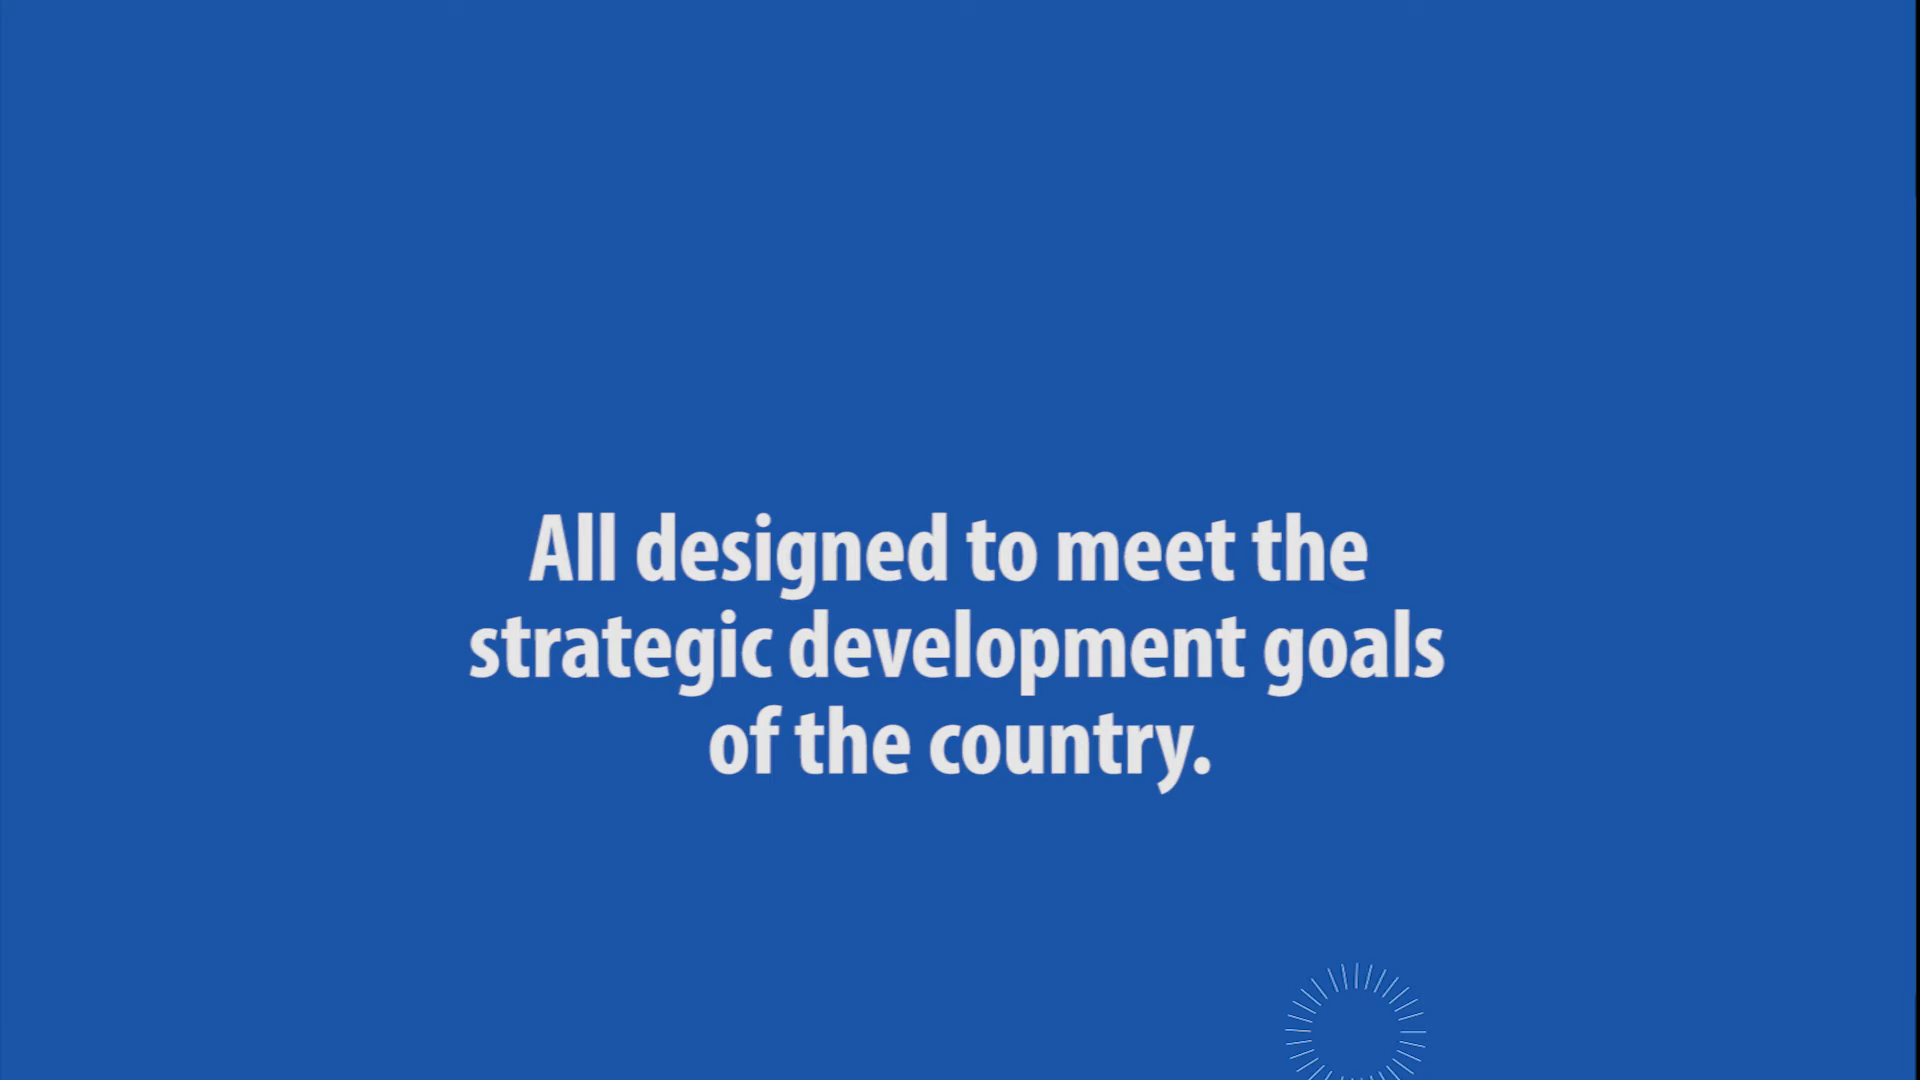 All designed to meet the
strategic development goals
of the country.